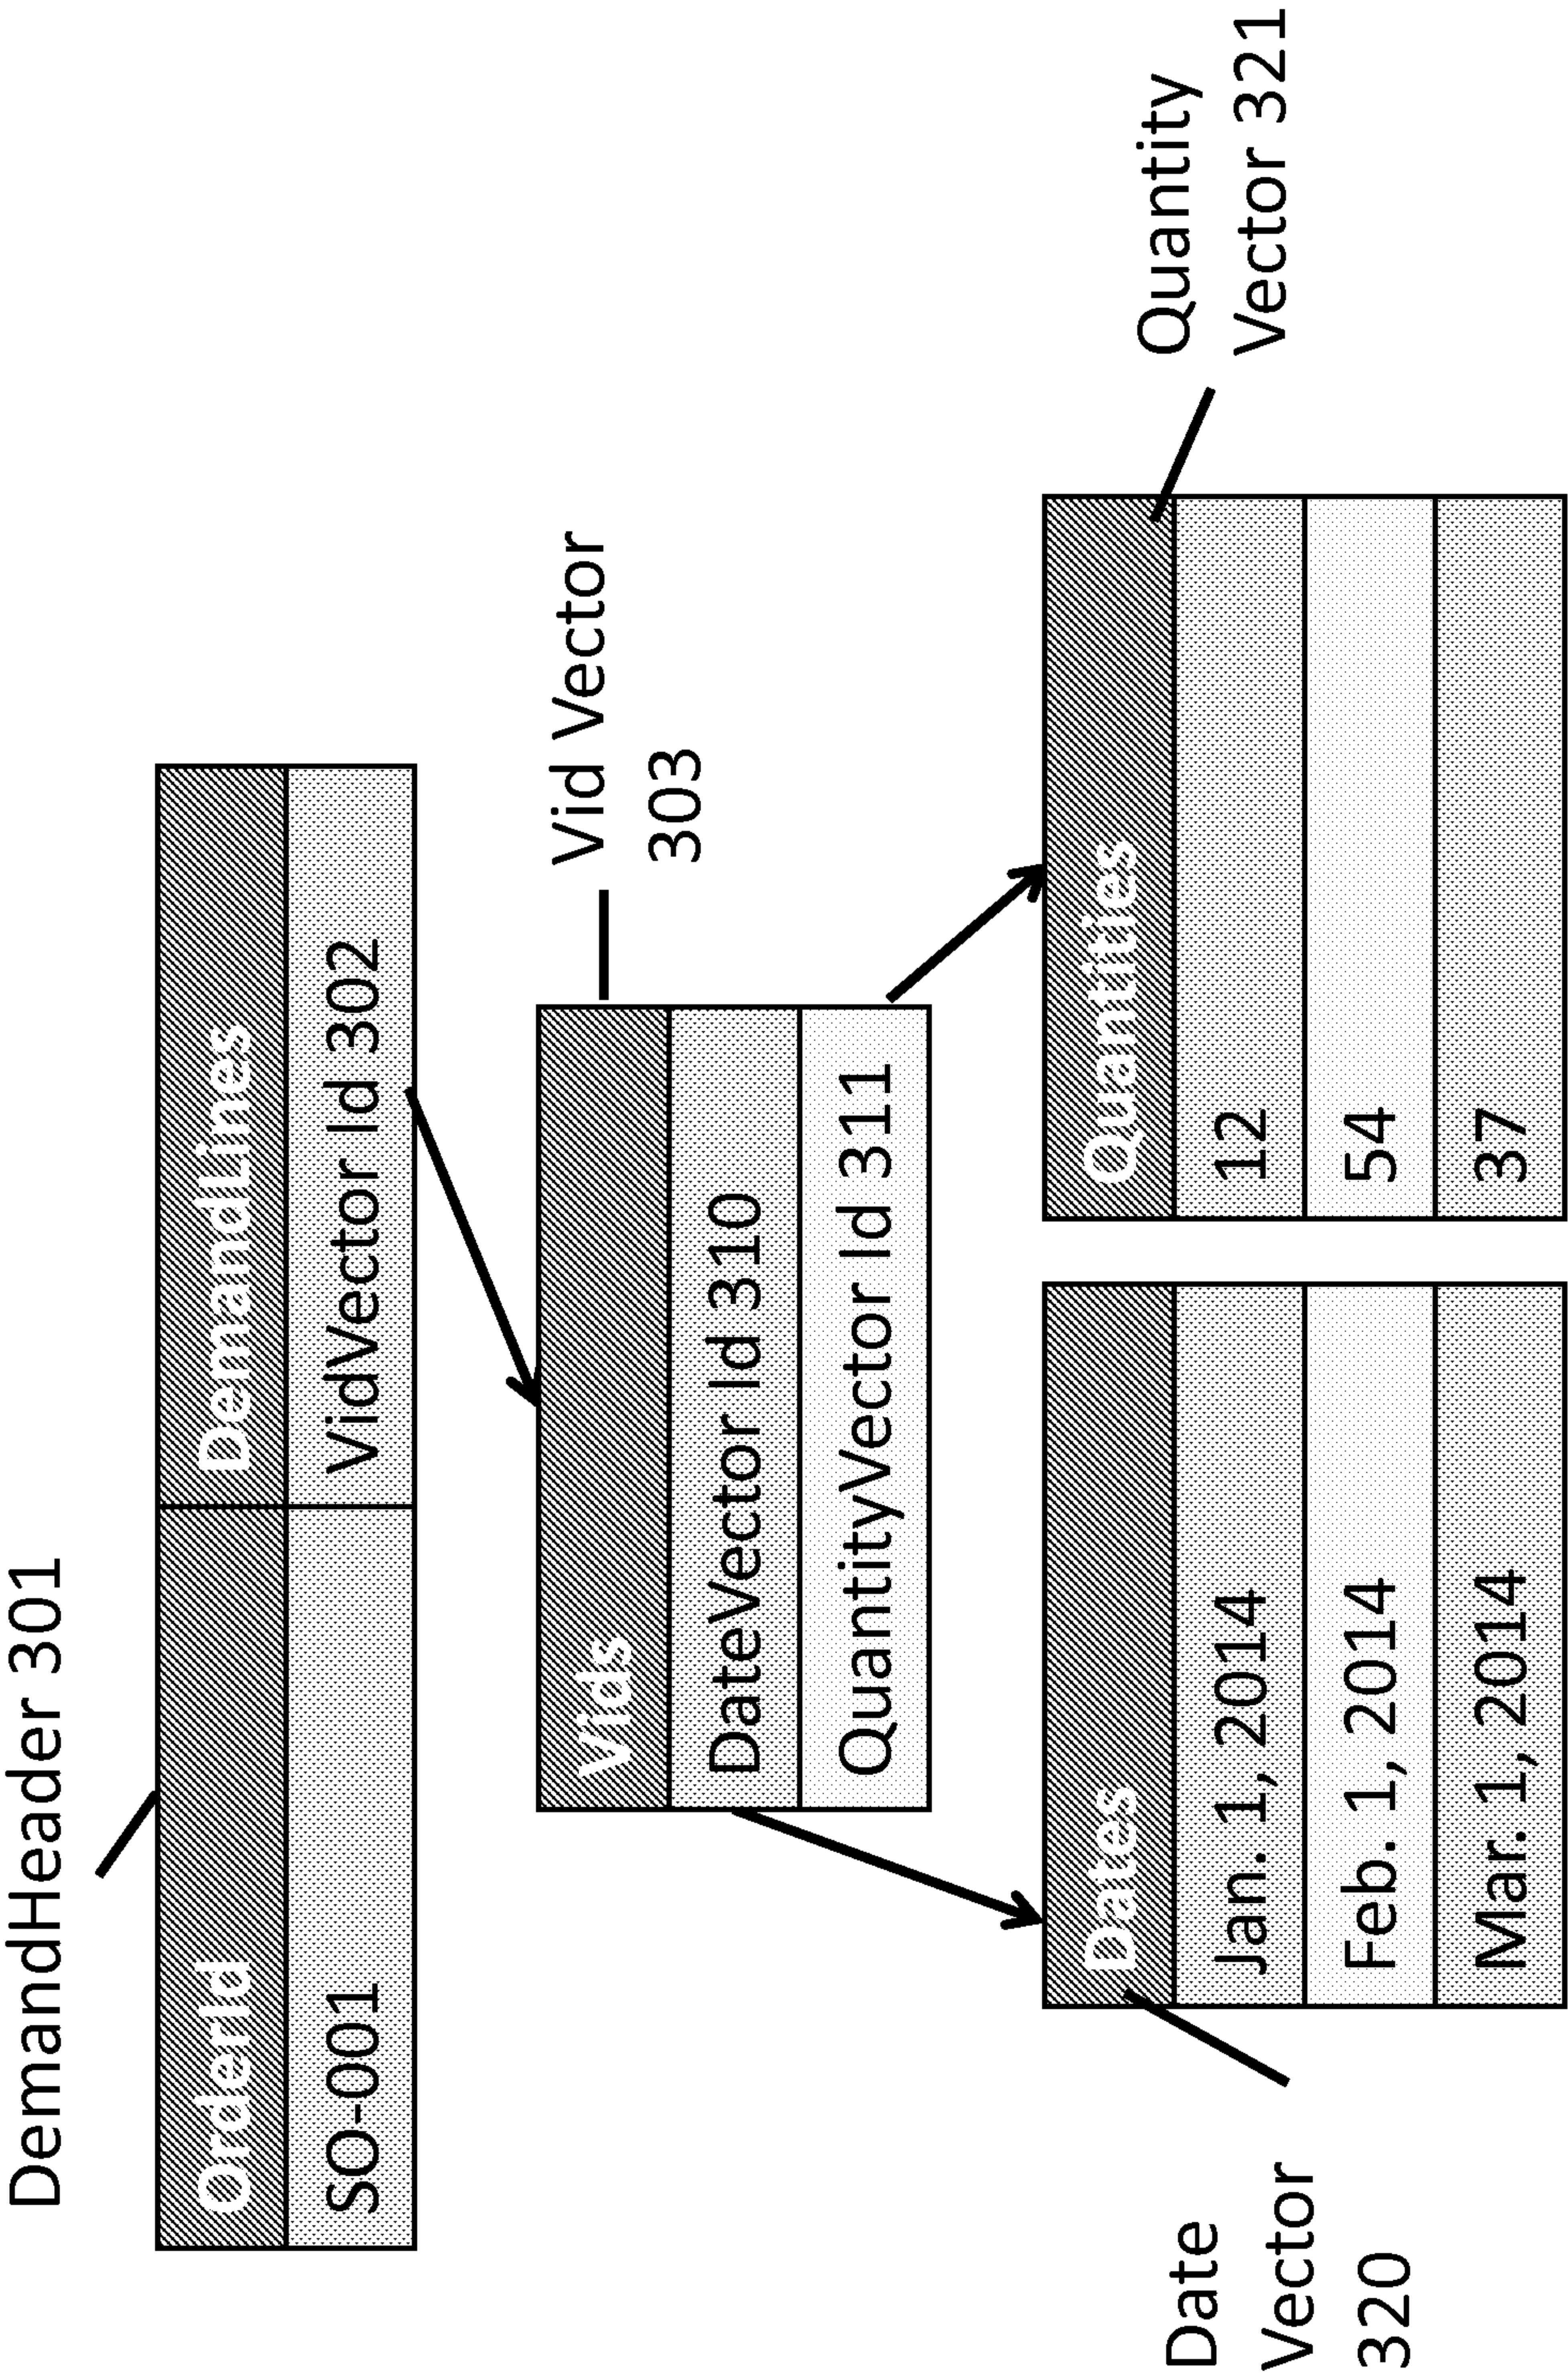 DemandHeader 301
OrderId
DemandLines
SO-001
VidVector Id 302
Vids
DateVector Id 310
QuantityVector Id 311
Vid Vector
303
Dates
Jan. 1, 2014
Feb. 1, 2014
Mar. 1, 2014
Quantities
12
54
37
Date
Vector
320
Quantity
Vector 321